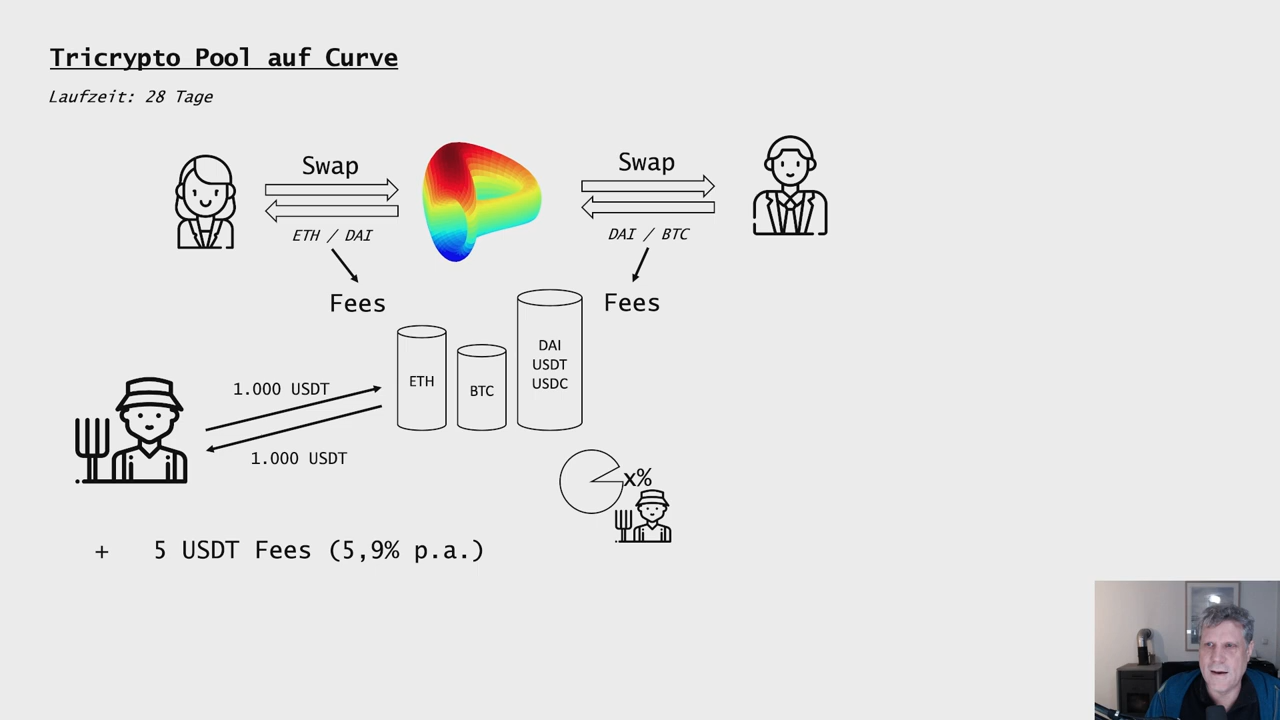 Tricrypto Pool auf Curve
Laufzeit: 28 Tage
Swap
Swap
ETH / DAI
DAI / BTC
Fees
Fees
ETH
BTC
DAI
USDT
USDC
1.000 USDT
1.000 USDT
x%
+ 5 USDT Fees (5,9% p.a.)